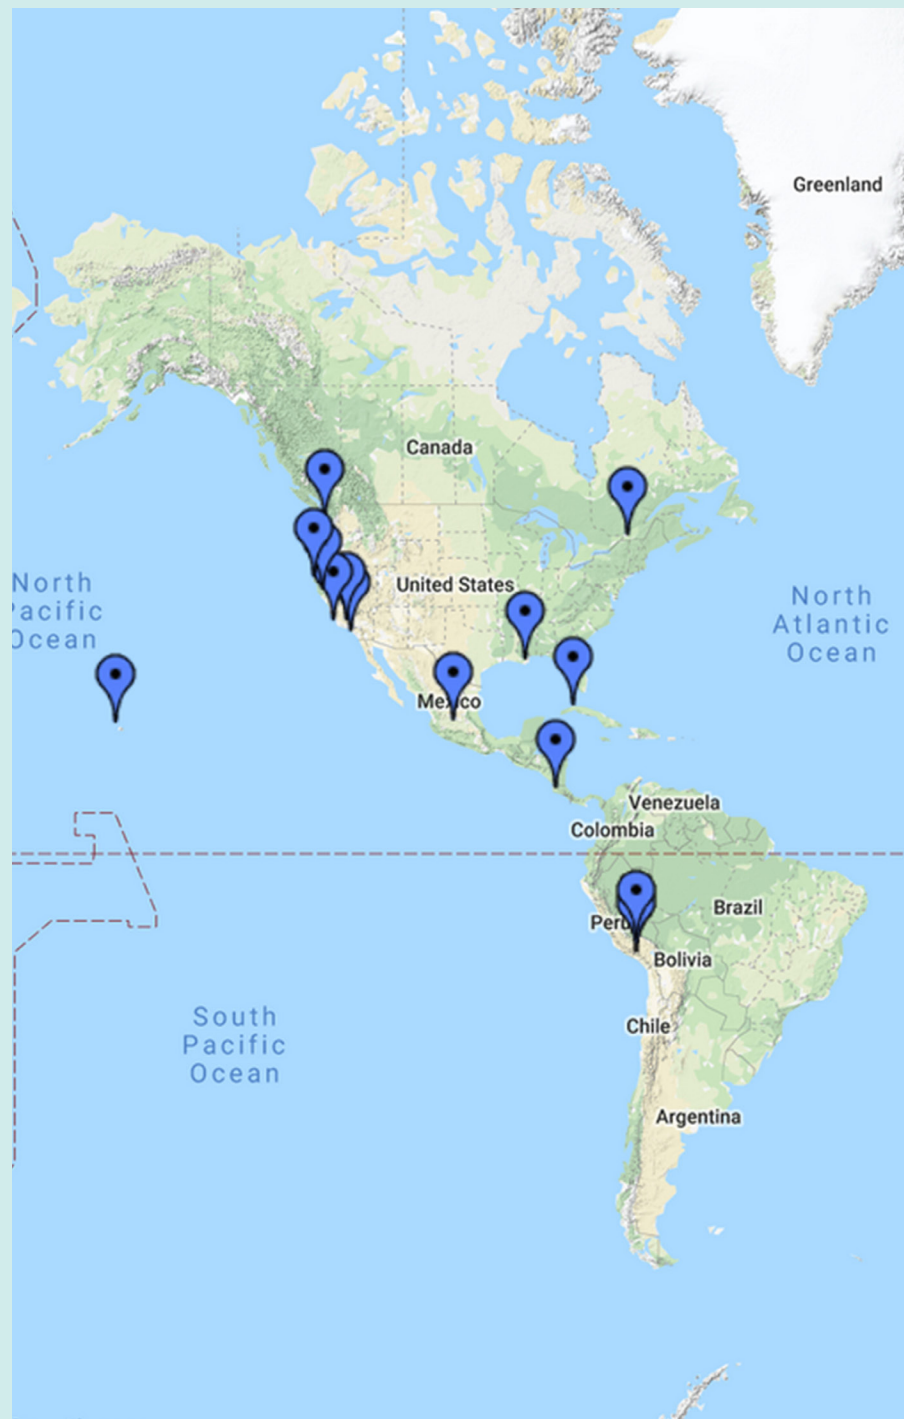 Greenland
Canada
United States
North
Pacific
Ocean
North
Atlantic
Ocean
Mexico
Venezuela
Colombia
Brazil
Peru
Bolivia
South
Pacific
Ocean
Chile
Argentina